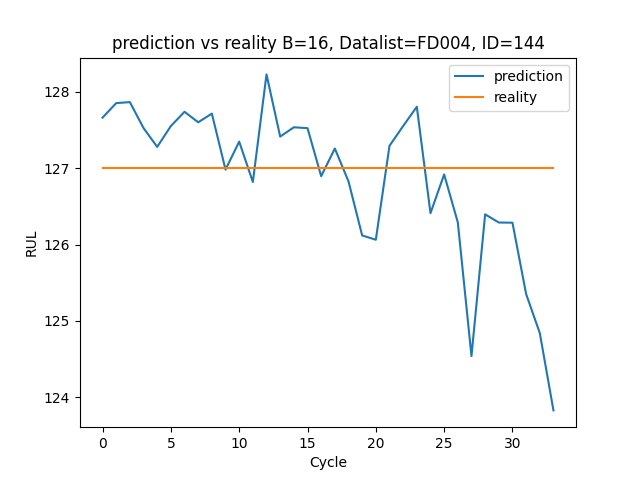 prediction vs reality B=16, Datalist=FD004, ID=144
prediction
reality
128
127
126
125
124
RUL
0 5 10 15 20 25 30
Cycle